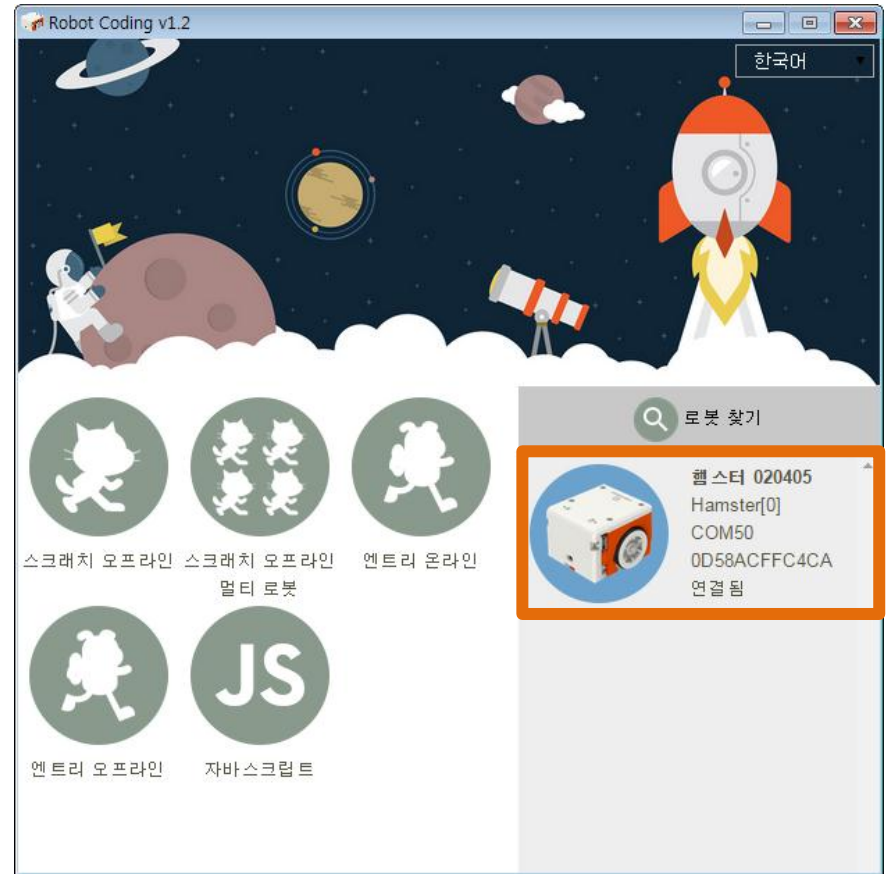 Robot Coding v1.2
한국어
로봇 찾기
햄스터 020405
Hamster[0]
COM50
0D58ACFFC4CA
연결됨
스크래치 오프라인
스크래치 오프라인
멀티 로봇
엔트리 온라인
엔트리 오프라인
JS
자바스크립트